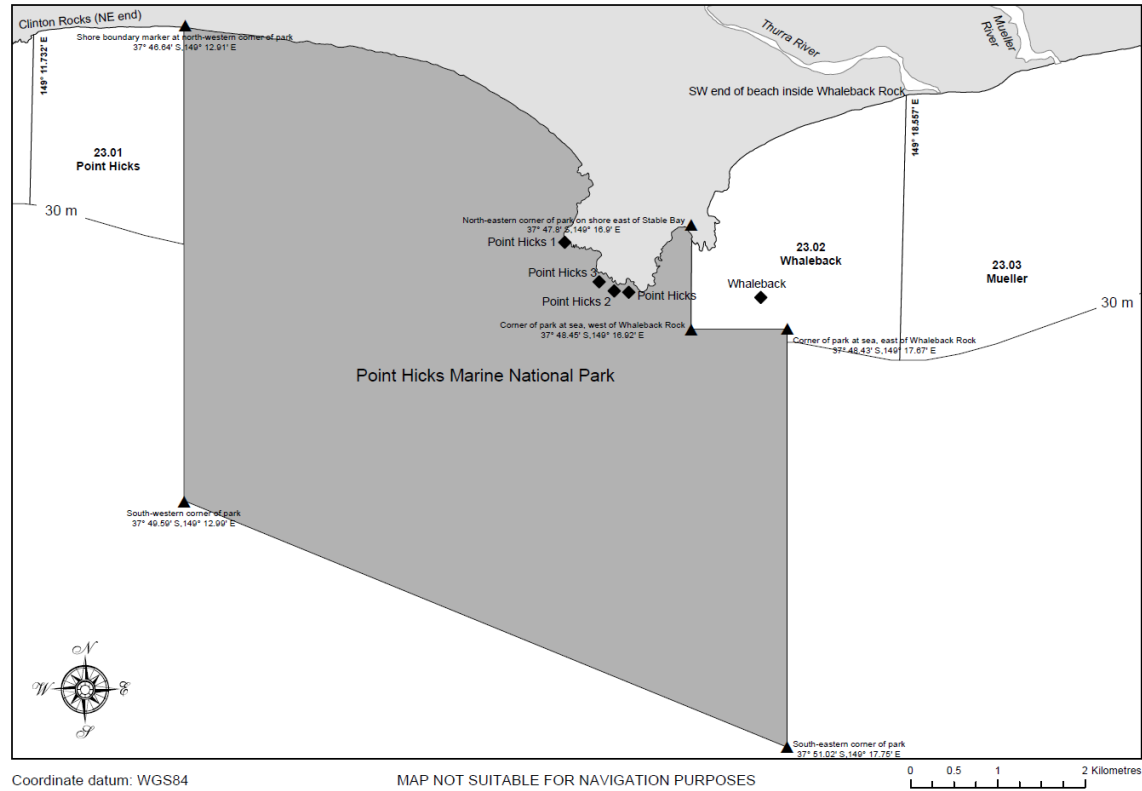 Clinton Rocks (NE end)
Shore boundary marker at northwestern corner of park
37° 46.64' S,149° 12.91' E
149° 11.732' E
Thurra River
Mueller
River
SW end of beach inside Whaleback Rock
149° 18.557' E
23.01
Point Hicks
30 m
North-eastern corner of park on shore east of Stable Bay
37° 47.8' S,149° 16.9' E
Point Hicks 1
23.02
Whaleback
23.03
Mueller
Point Hicks 3
Whaleback
Point Hicks 2
Point Hicks
30 m
Corner of park at sea, west of Whaleback Rock
37° 48.45' S,149° 16.92' E
Corner of park at sea, east of Whaleback Rock
37° 48.43' S,149° 17.67' E
Point Hicks Marine National Park
South-western corner of park
37° 49.59' S,149° 12.99' E
N
W
E
S
South-eastern corner of park
37° 51.02' S,149° 17.75' E
Coordinate datum: WGS84
MAP NOT SUITABLE FOR NAVIGATION PURPOSES
0 0.5 1 2 Kilometres